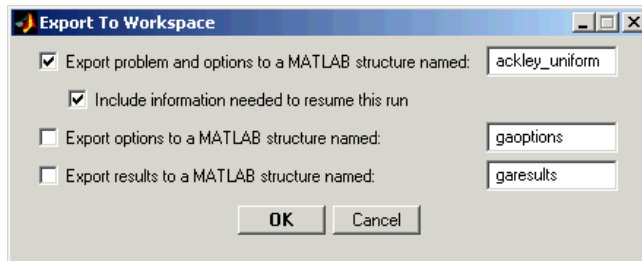 Export To Workspace
Export problem and options to a MATLAB structure named: ackley_uniform
Include information needed to resume this run
Export options to a MATLAB structure named: gaoptions
Export results to a MATLAB structure named: garesults
OK Cancel